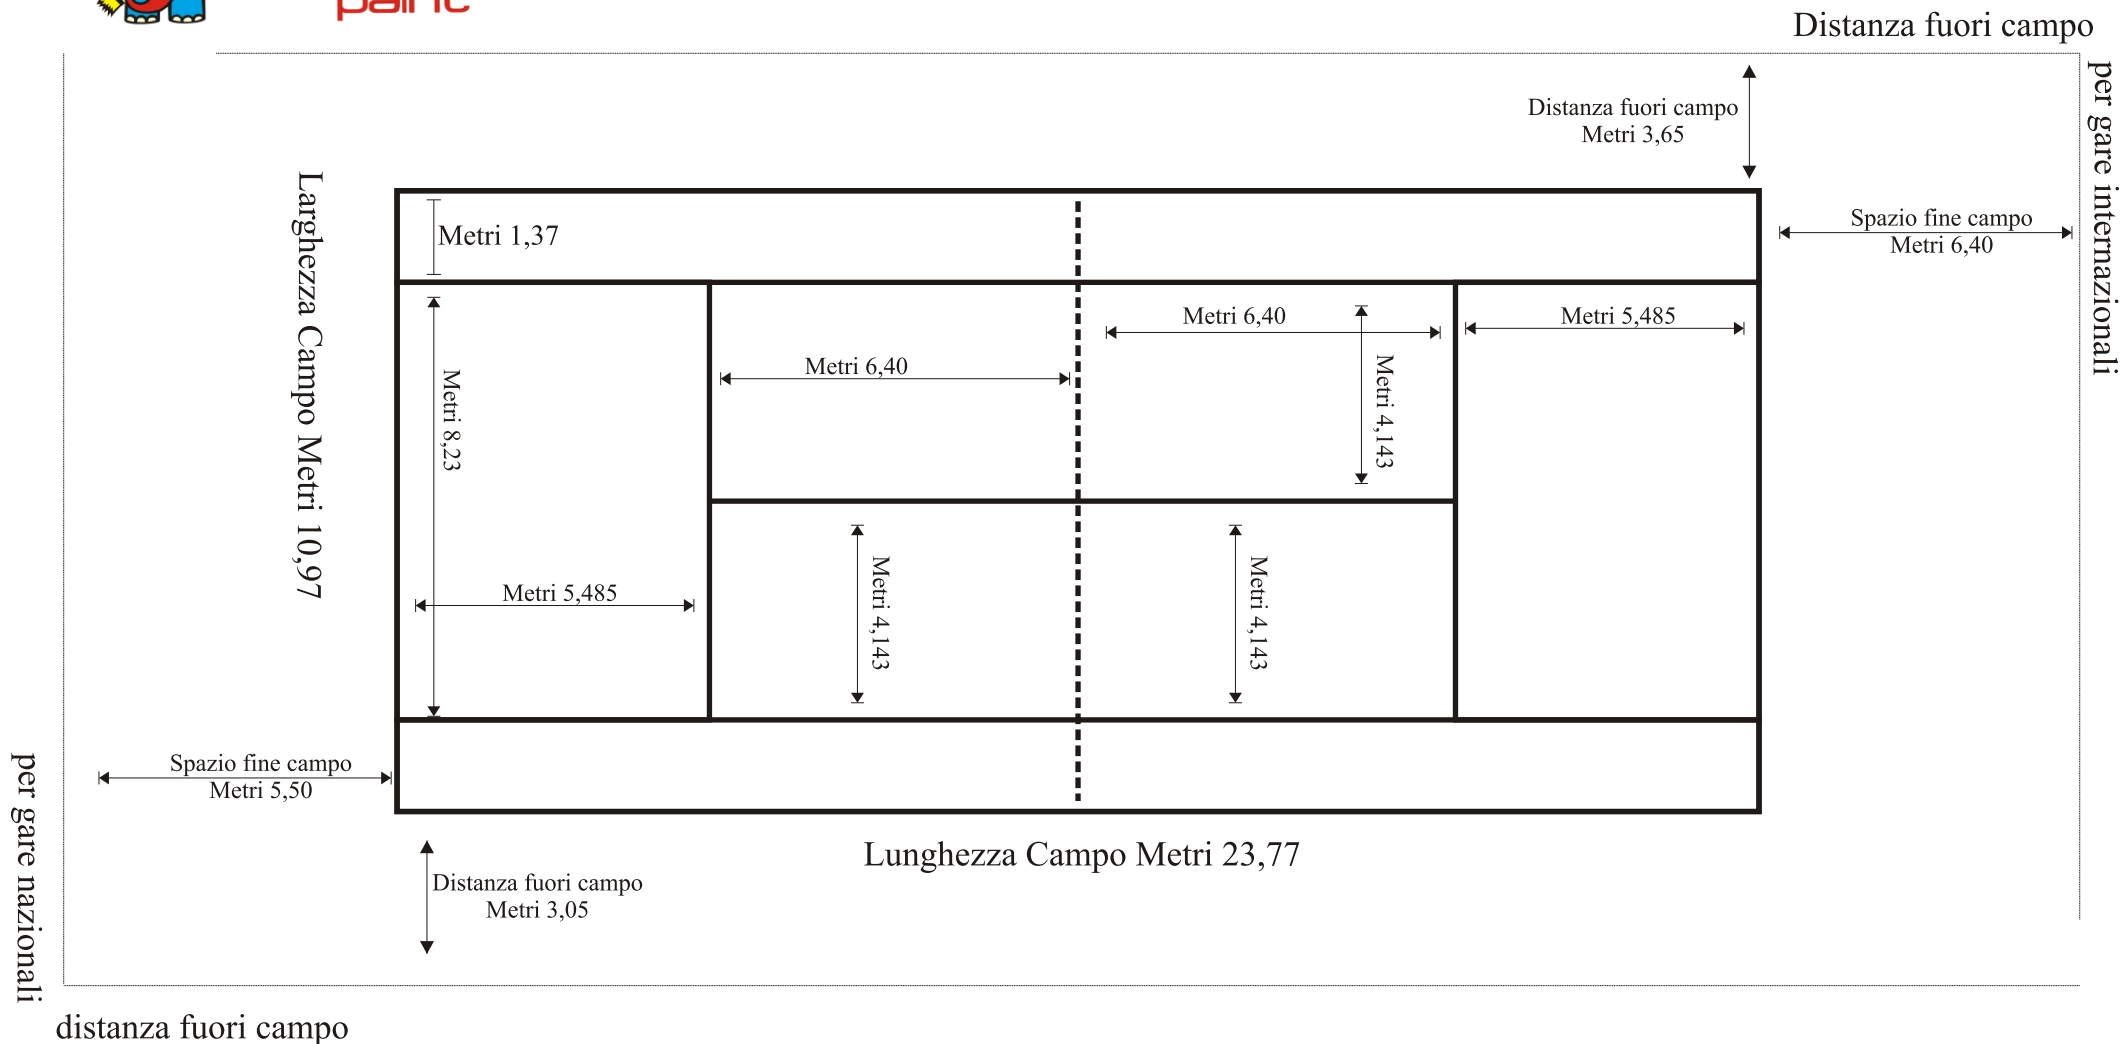 paint
Distanza fuori campo
per gare internazionali
Distanza fuori campo
Metri 3,65
Spazio fine campo
Metri 6,40
Larghezza Campo Metri 10,97
Metri 1,37
Metri 8,23
Metri 6,40
Metri 6,40
Metri 4,143
Metri 5,485
Metri 5,485
Metri 4,143
Metri 4,143
Spazio fine campo
Metri 5,50
Lunghezza Campo Metri 23,77
Distanza fuori campo
Metri 3,05
per gare nazionali
distanza fuori campo